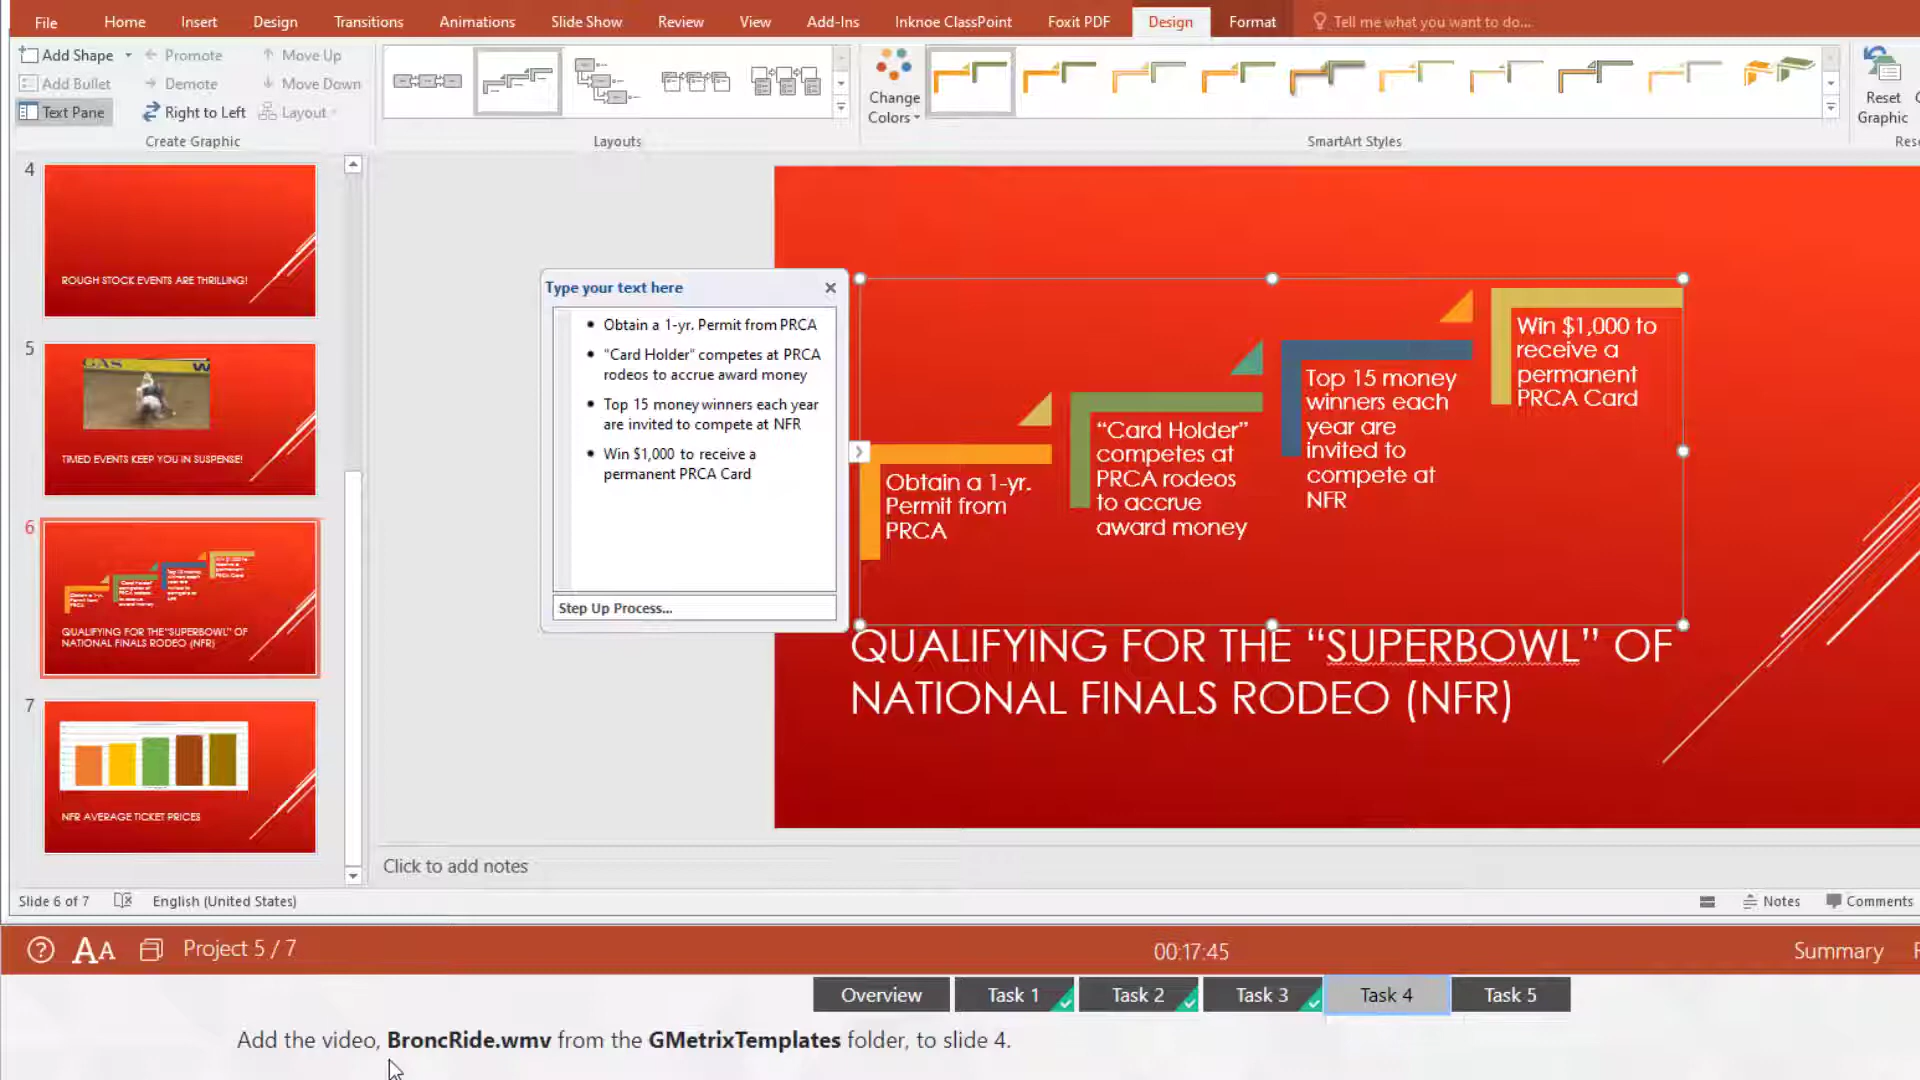 File Home Insert Design Transitions Animations Slide Show Review View Add-Ins Inknoe ClassPoint Foxit PDF Design Format Tell me what you want to do...
Add Shape Promote Move Up
Add Bullet Demote Move Down
Text Pane Right to Left Layout
Create Graphic
Layouts
Change
Colors
SmartArt Styles
Reset
Graphic
4
ROUGH STOCK EVENTS ARE THRILLING!
5
TIMED EVENTS KEEP YOU IN SUSPENSE!
6
QUALIFYING FOR THE "SUPERBOWL" OF
NATIONAL FINALS RODEO (NFR)
7
NFR AVERAGE TICKET PRICES
Type your text here
Obtain a 1-yr. Permit from PRCA
"Card Holder" competes at PRCA
rodeos to accrue award money
Top 15 money winners each year
are invited to compete at NFR
Win $1,000 to receive a
permanent PRCA Card
Step Up Process...
Obtain a 1-yr.
Permit from
PRCA
"Card Holder"
competes at
PRCA rodeos
to accrue
award money
Top 15 money
winners each
year are
invited to
compete at
NFR
Win $1,000 to
receive a
permanent
PRCA Card
QUALIFYING FOR THE "SUPERBOWL" OF
NATIONAL FINALS RODEO (NFR)
Click to add notes
Slide 6 of 7 English (United States) Notes Comments
Project 5 / 7 00:17:45 Summary
Overview Task 1 Task 2 Task 3 Task 4 Task 5
Add the video, BroncRide.wmv from the GMetrixTemplates folder, to slide 4.